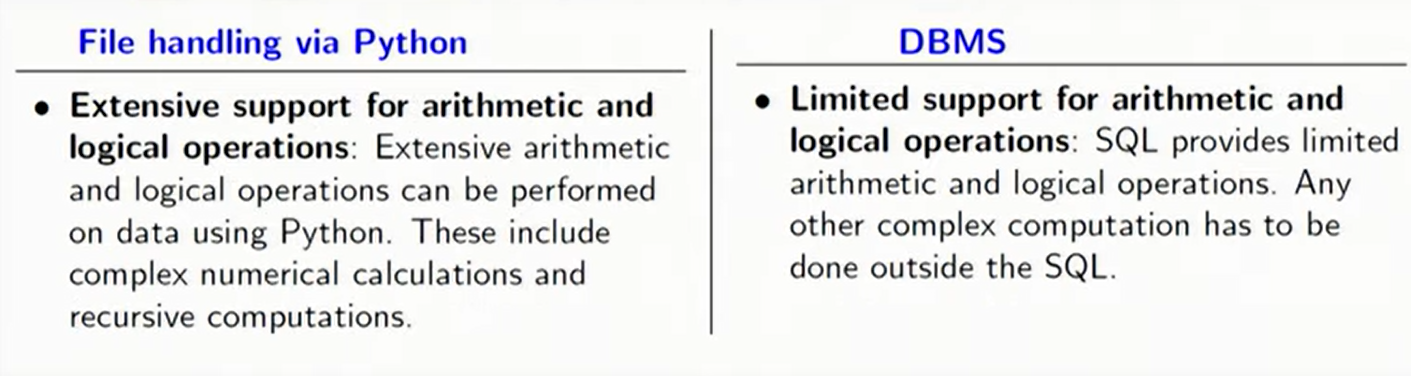 File handling via Python
• Extensive support for arithmetic and
logical operations: Extensive arithmetic
and logical operations can be performed
on data using Python. These include
complex numerical calculations and
recursive computations.
DBMS
• Limited support for arithmetic and
logical operations: SQL provides limited
arithmetic and logical operations. Any
other complex computation has to be
done outside the SQL.